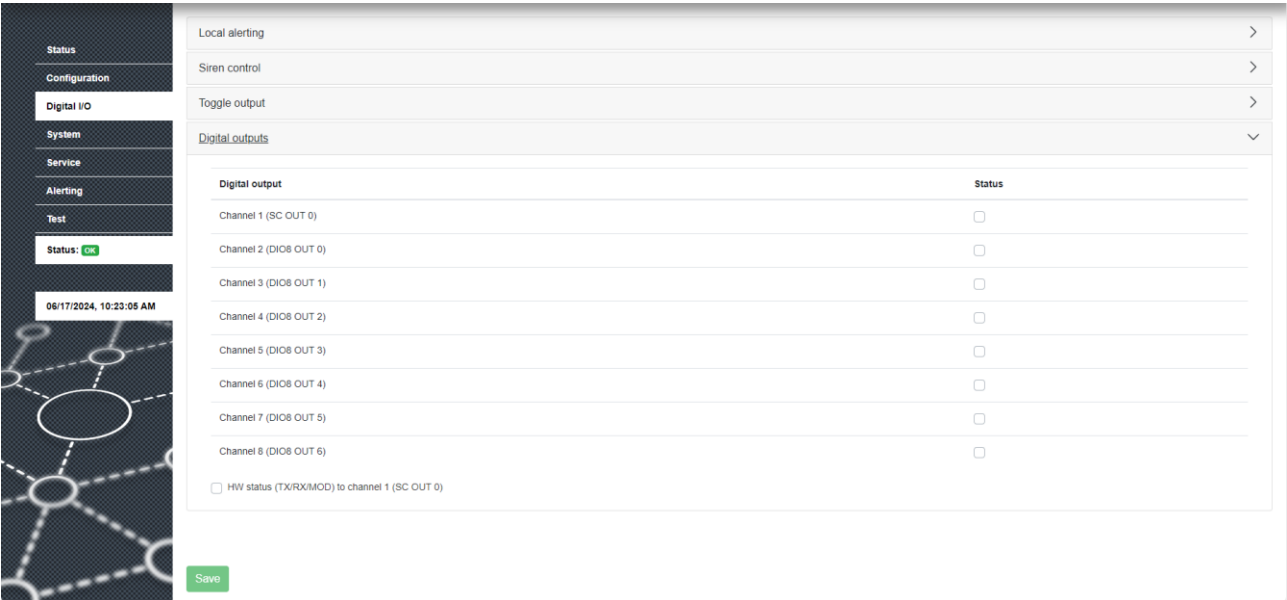 Status
Configuration
Digital I/O
System
Service
Alerting
Test
Status: OK
06/17/2024, 10:23:05 AM
Local alerting
Siren control
Toggle output
Digital outputs
Digital output Status
Channel 1 (SC OUT 0)
Channel 2 (DIO8 OUT 0)
Channel 3 (DIO8 OUT 1)
Channel 4 (DIO8 OUT 2)
Channel 5 (DIO8 OUT 3)
Channel 6 (DIO8 OUT 4)
Channel 7 (DIO8 OUT 5)
Channel 8 (DIO8 OUT 6)
HW status (TX/RX/MOD) to channel 1 (SC OUT 0)
Save